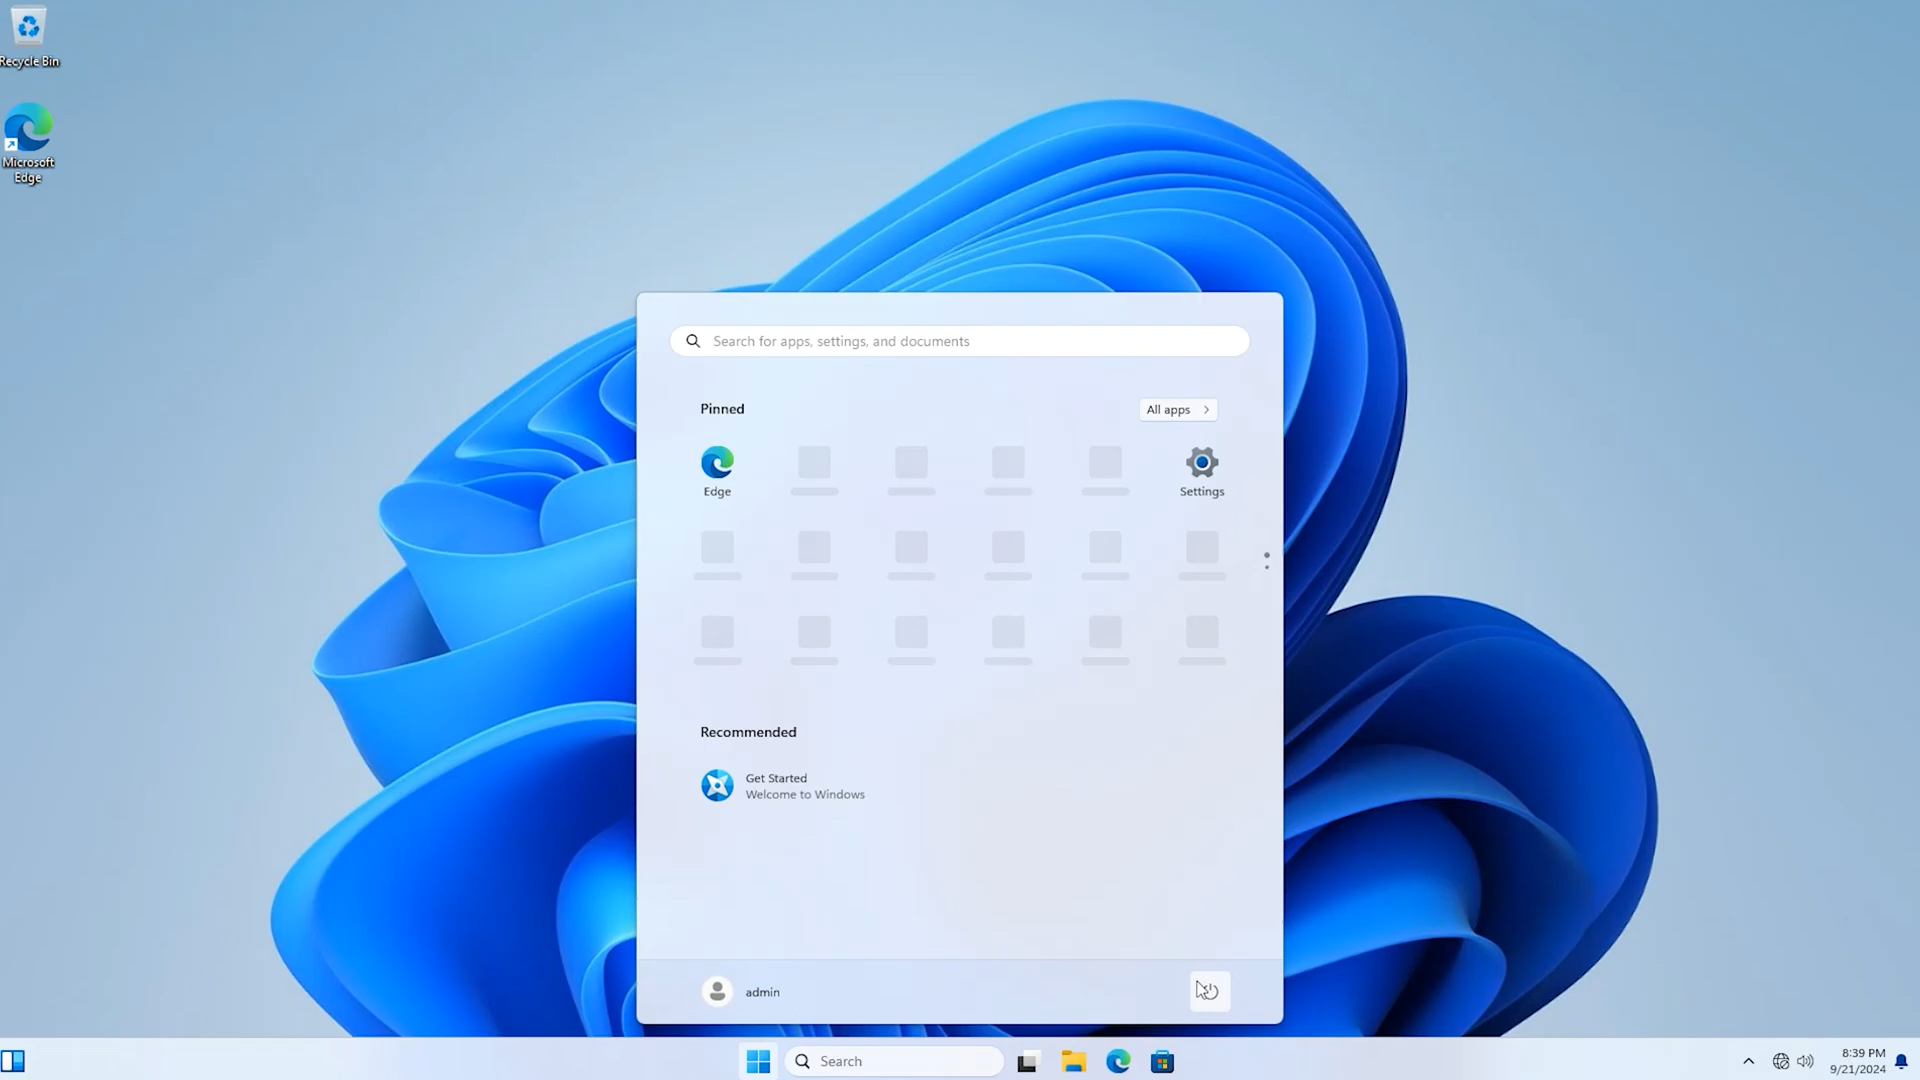 Recycle Bin
Microsoft
Edge
Search for apps, settings, and documents
Pinned
All apps
Edge
Settings
Recommended
Get Started
Welcome to Windows
admin
Search
8:39 PM
9/21/2024